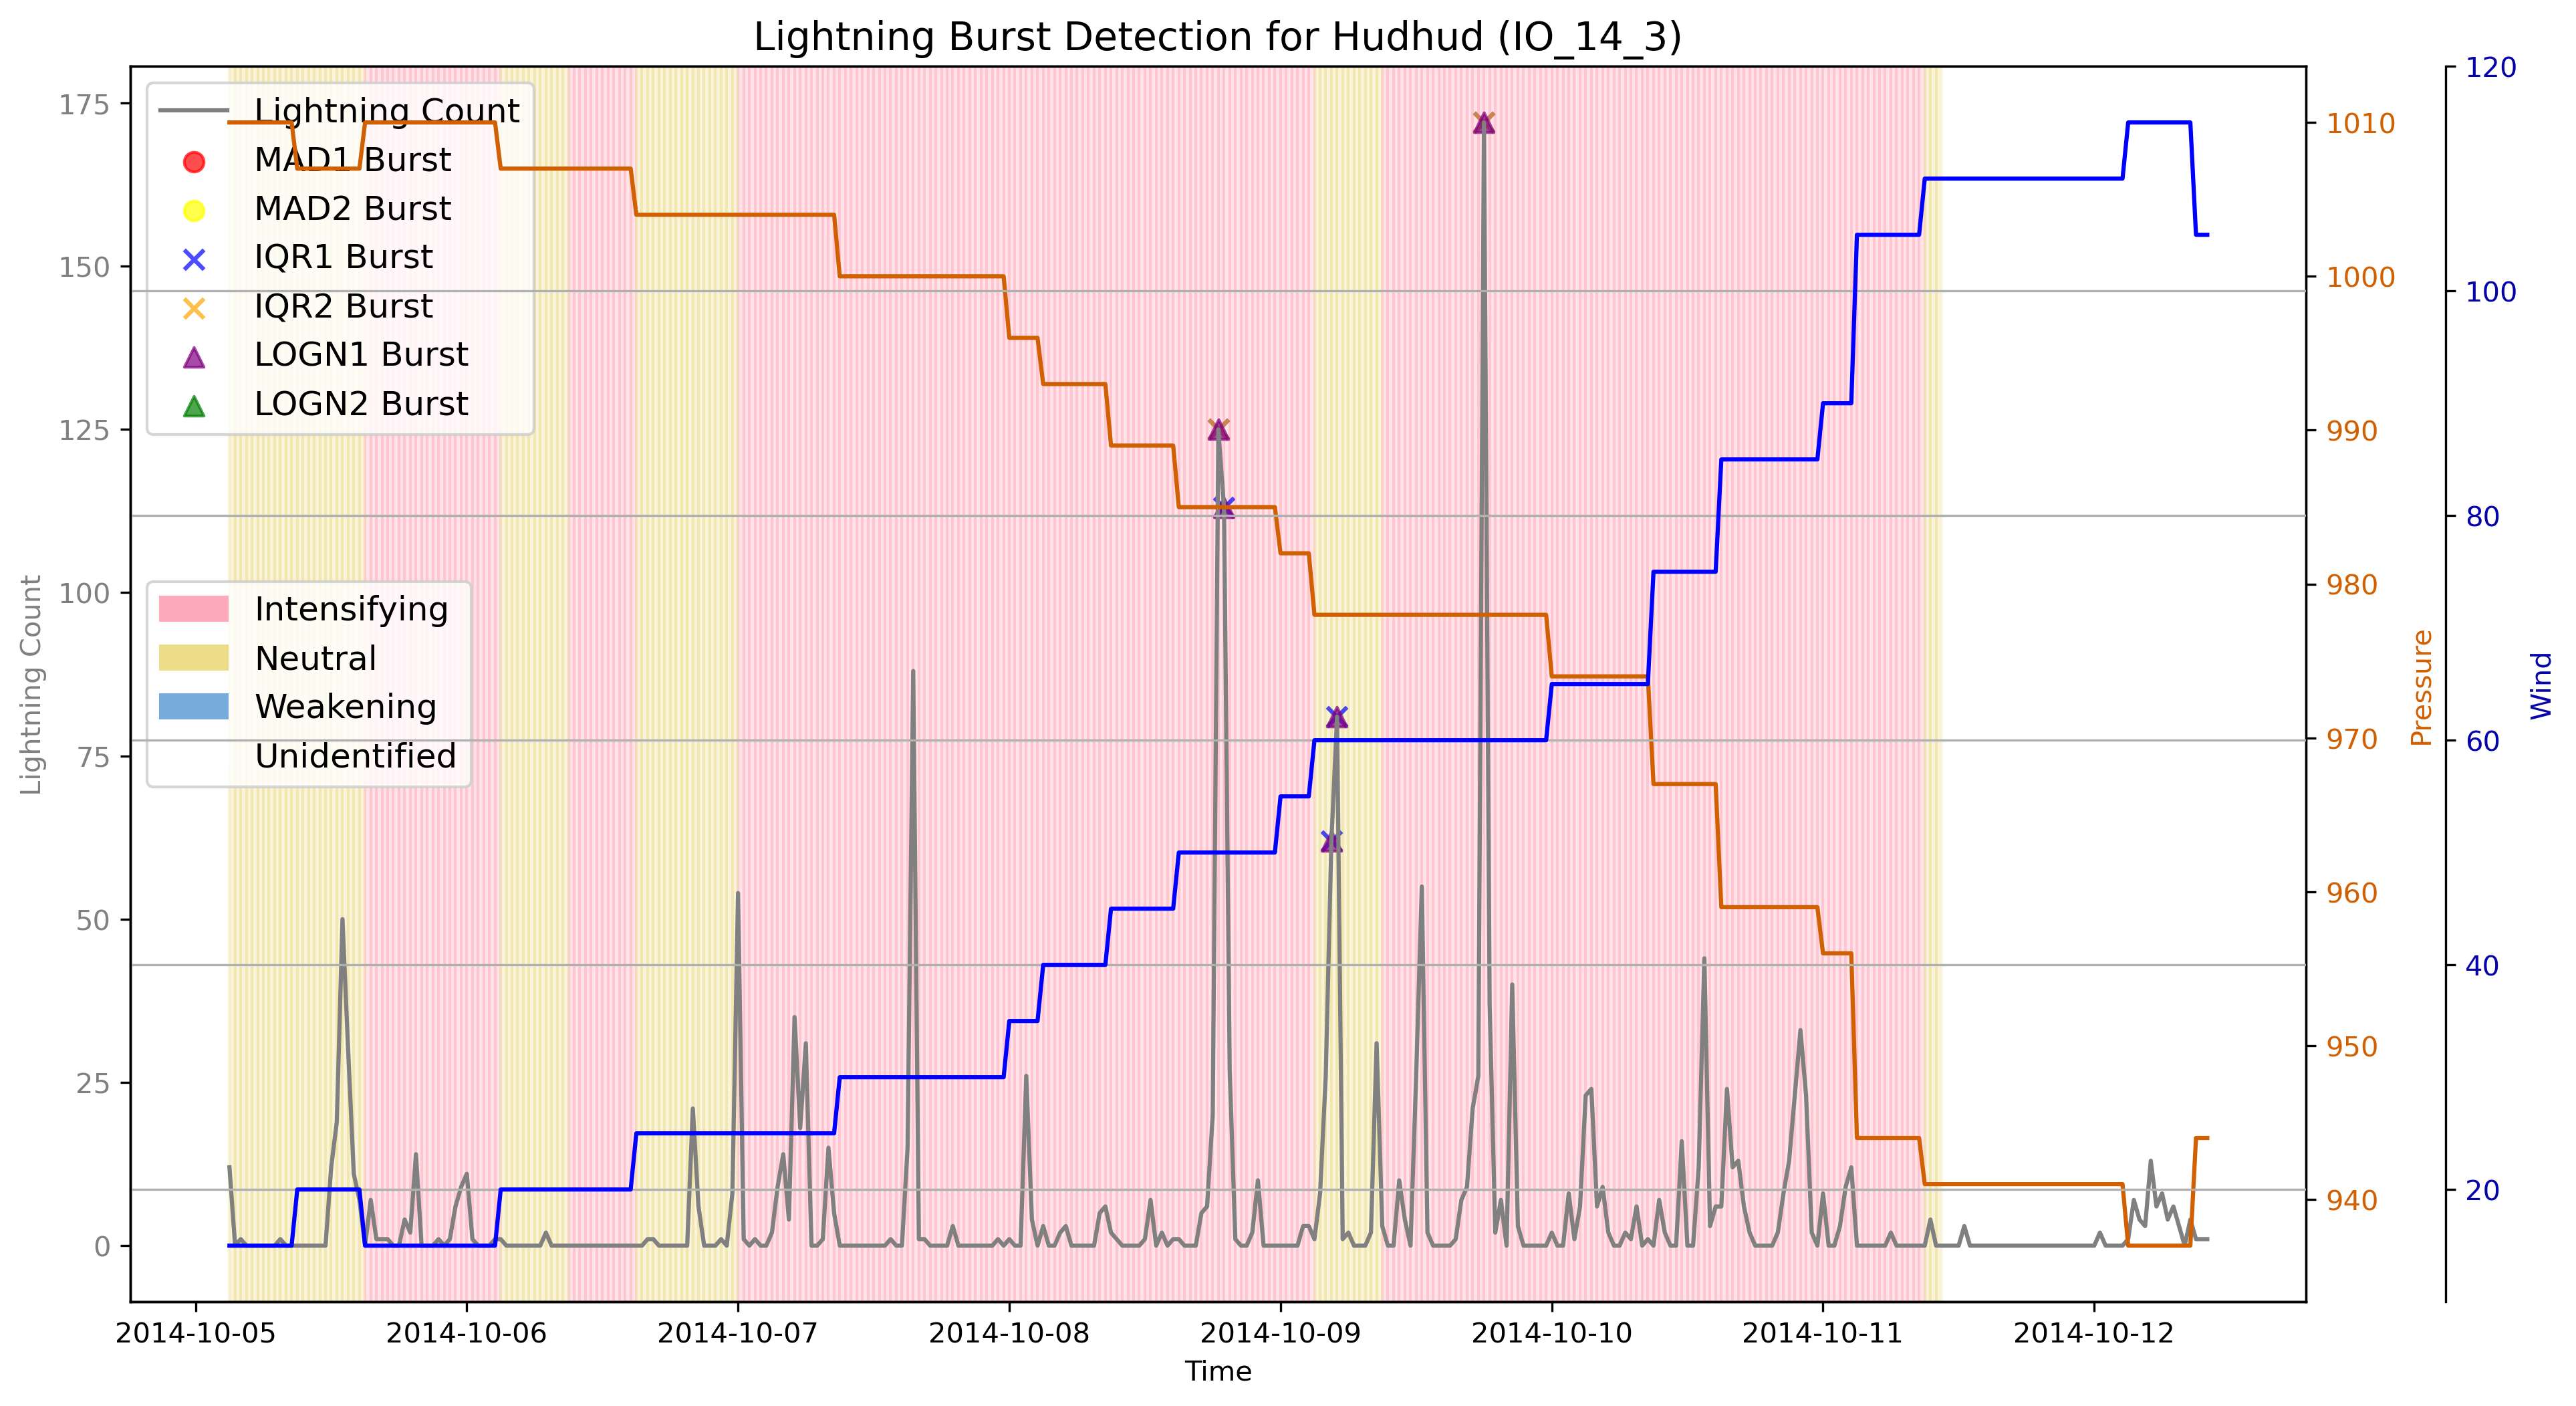 Lightning Burst Detection for Hudhud (IO_14_3)
Lightning Count
MAD1 Burst
MAD2 Burst
IQR1 Burst
IQR2 Burst
LOGN1 Burst
LOGN2 Burst
Intensifying
Neutral
Weakening
Unidentified
Lightning Count
175
150
125
100
75
50
25
0
1010
1000
990
980
970
960
950
940
Pressure
120
100
80
60
40
20
Wind
2014-10-05 2014-10-06 2014-10-07 2014-10-08 2014-10-09 2014-10-10 2014-10-11 2014-10-12
Time